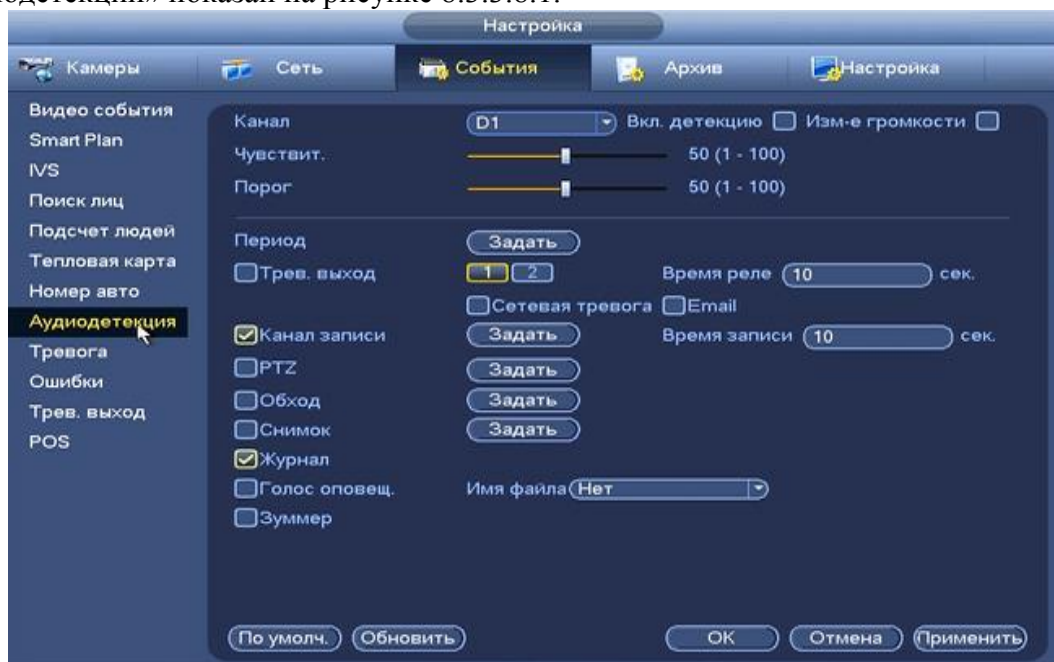 одетекции» показан на рисунке
Настройка
Камеры Сеть События Архив Настройка
Видео события
Smart Plan
IVS
Поиск лиц
Подсчет людей
Тепловая карта
Номер авто
Аудиодетекция
Тревога
Ошибки
Трев. выход
POS
Канал D1 Вкл. детекцию Изм-е громкости
Чувствит. 50 (1 - 100)
Порог 50 (1 - 100)
Период Задать
Трев. выход 1 2 Время реле 10 сек.
Сетевая тревога Email
Канал записи Задать Время записи 10 сек.
PTZ Задать
Обход Задать
Снимок Задать
Журнал
Голос оповещ. Имя файла Нет
Зуммер
По умолч. Обновить OK Отмена Применить